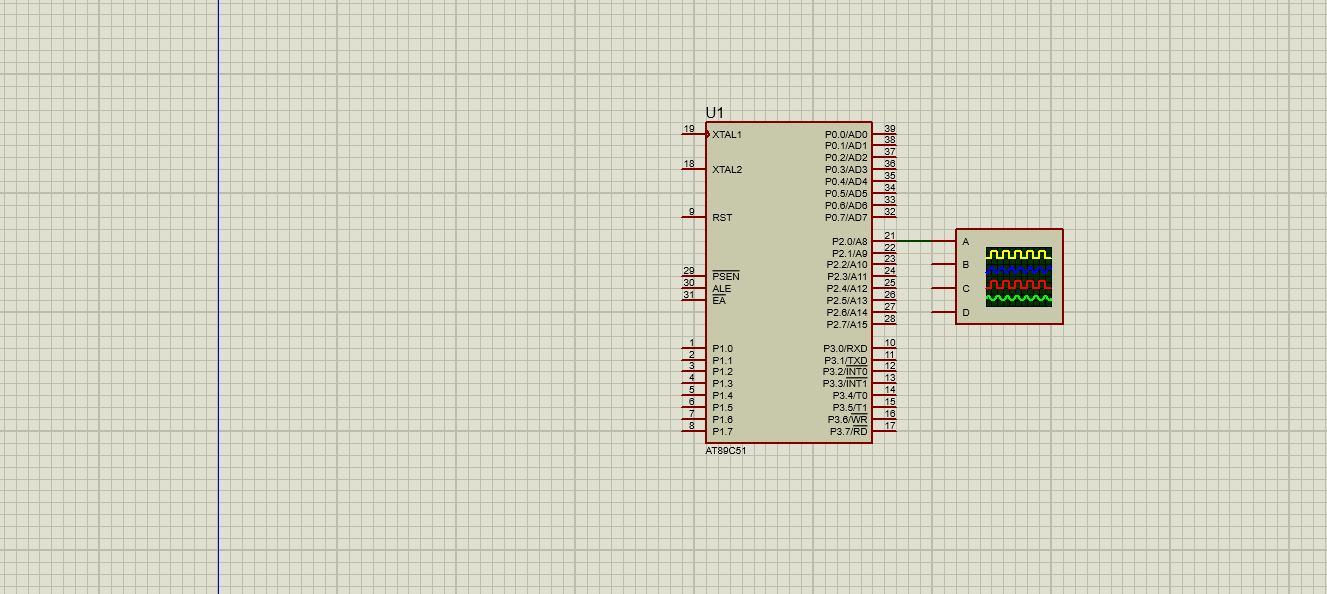 U1
19 XTAL1 P0.0/AD0 39
P0.1/AD1 38
P0.2/AD2 37
18 XTAL2 P0.3/AD3 36
P0.4/AD4 35
P0.5/AD5 34
P0.6/AD6 33
9 RST P0.7/AD7 32
P2.0/A8 21 A
P2.1/A9 22
P2.2/A10 23 B
29 PSEN P2.3/A11 24
30 ALE P2.4/A12 25 C
31 EA P2.5/A13 26
P2.6/A14 27 D
P2.7/A15 28
1 P1.0 P3.0/RXD 10
2 P1.1 P3.1/TXD 11
3 P1.2 P3.2/INT0 12
4 P1.3 P3.3/INT1 13
5 P1.4 P3.4/T0 14
6 P1.5 P3.5/T1 15
7 P1.6 P3.6/WR 16
8 P1.7 P3.7/RD 17
AT89C51